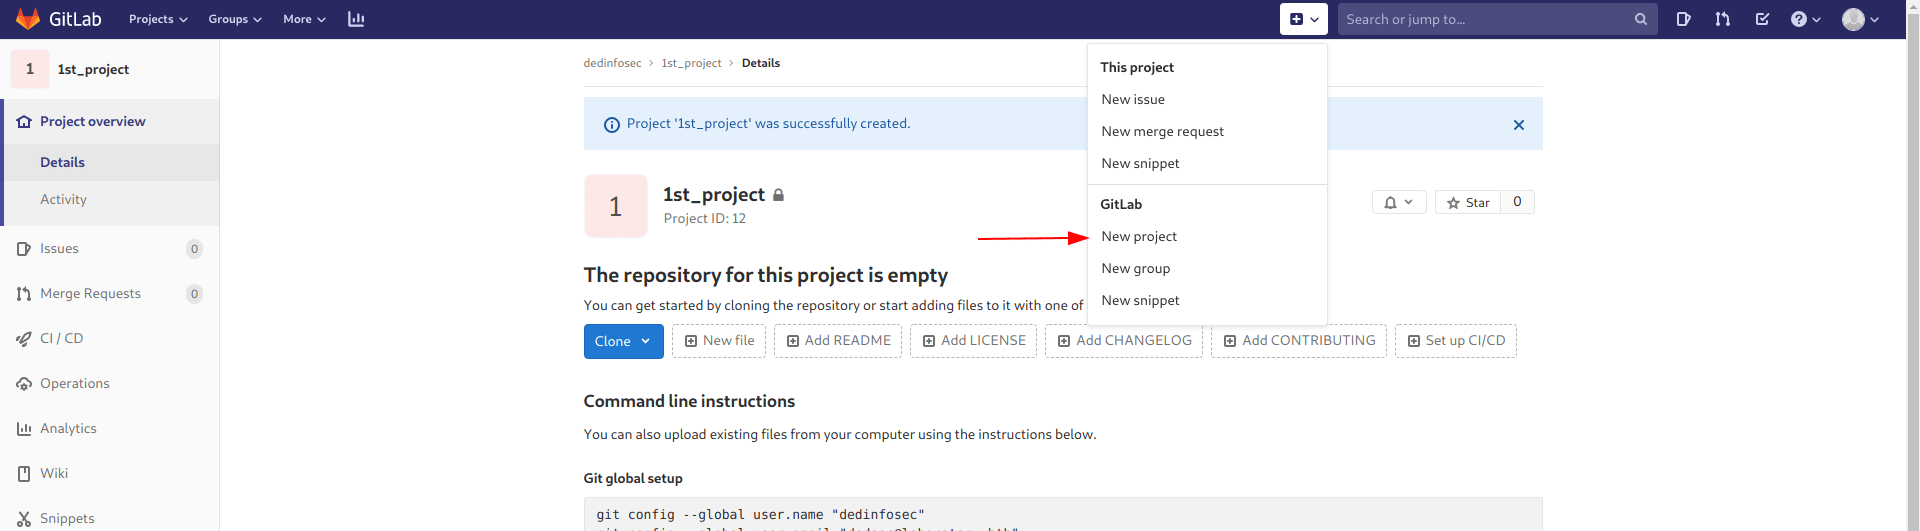 GitLab Projects Groups More Search or jump to...
1 1st_project
Project overview
Details
Activity
Issues 0
Merge Requests 0
CI / CD
Operations
Analytics
Wiki
Snippets
dedinfosec > 1st_project > Details
Project '1st_project' was successfully created.
1 1st_project
Project ID: 12
Star 0
The repository for this project is empty
You can get started by cloning the repository or start adding files to it with one of
Clone New file Add README Add LICENSE Add CHANGELOG Add CONTRIBUTING Set up CI/CD
Command line instructions
You can also upload existing files from your computer using the instructions below.
Git global setup
git config --global user.name "dedinfosec"
This project
New issue
New merge request
New snippet
GitLab
New project
New group
New snippet